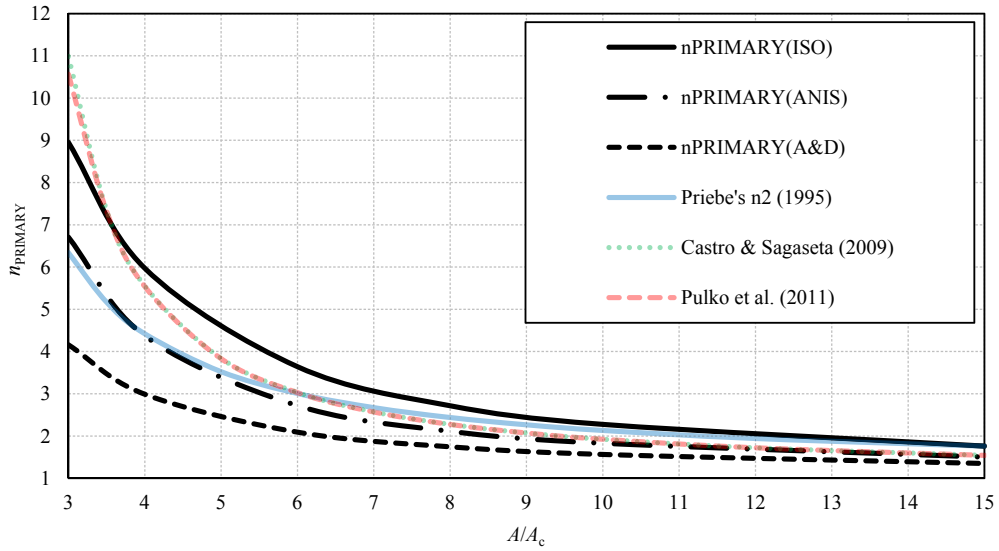 12
11
10
9
8
7
6
5
4
3
2
1
nPRIMARY
nPRIMARY(ISO)
nPRIMARY(ANIS)
nPRIMARY(A&D)
Priebe's n2 (1995)
Castro & Sagaseta (2009)
Pulko et al. (2011)
3 4 5 6 7 8 9 10 11 12 13 14 15
A/Ac